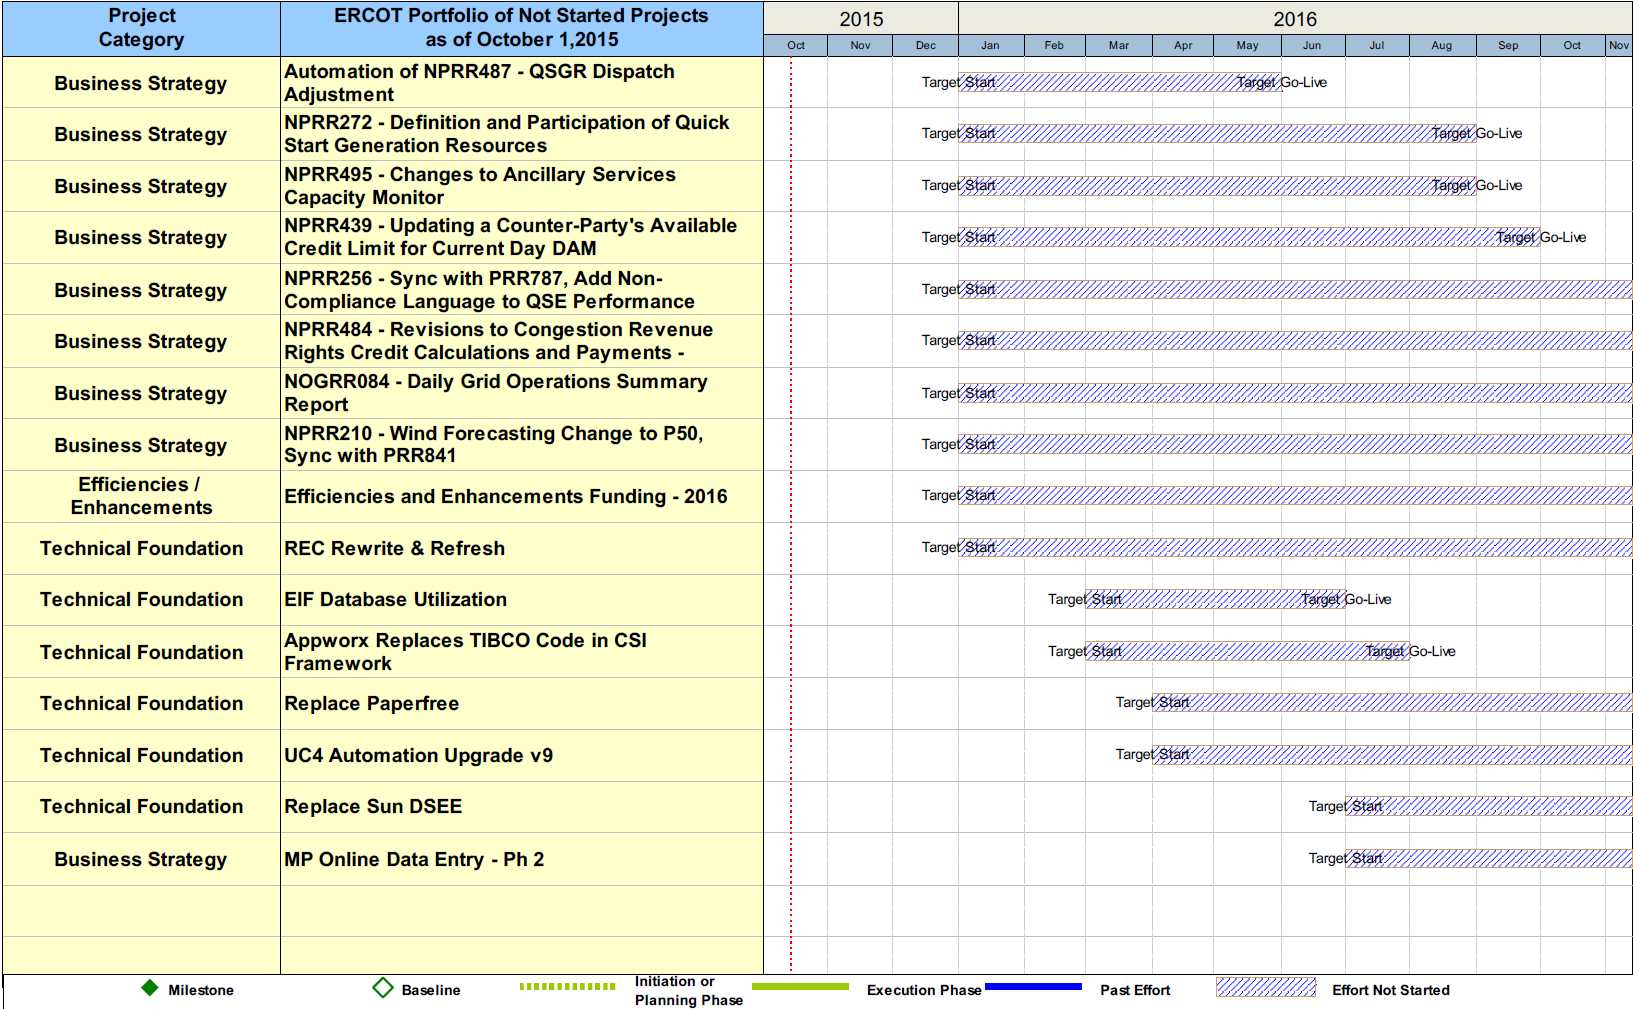 Project
Category
ERCOT Portfolio of Not Started Projects
as of October 1,2015
2015
2016
Oct
Nov
Dec
Jan
Feb
Mar
Apr
May
Jun
Jul
Aug
Sep
Oct
Nov
Business Strategy
Automation of NPRR487 - QSGR Dispatch
Adjustment
Target Start
Target Go-Live
Business Strategy
NPRR272 - Definition and Participation of Quick
Start Generation Resources
Target Start
Target Go-Live
Business Strategy
NPRR495 - Changes to Ancillary Services
Capacity Monitor
Target Start
Target Go-Live
Business Strategy
NPRR439 - Updating a Counter-Party's Available
Credit Limit for Current Day DAM
Target Start
Target Go-Live
Business Strategy
NPRR256 - Sync with PRR787, Add Non-
Compliance Language to QSE Performance
Target Start
Business Strategy
NPRR484 - Revisions to Congestion Revenue
Rights Credit Calculations and Payments -
Target Start
Business Strategy
NOGRR084 - Daily Grid Operations Summary
Report
Target Start
Business Strategy
NPRR210 - Wind Forecasting Change to P50,
Sync with PRR841
Target Start
Efficiencies /
Enhancements
Efficiencies and Enhancements Funding - 2016
Target Start
Technical Foundation
REC Rewrite & Refresh
Target Start
Technical Foundation
EIF Database Utilization
Target Start
Target Go-Live
Technical Foundation
Appworx Replaces TIBCO Code in CSI
Framework
Target Start
Target Go-Live
Technical Foundation
Replace Paperfree
Target Start
Technical Foundation
UC4 Automation Upgrade v9
Target Start
Technical Foundation
Replace Sun DSEE
Target Start
Business Strategy
MP Online Data Entry - Ph 2
Target Start
Milestone
Baseline
Initiation or
Planning Phase
Execution Phase
Past Effort
Effort Not Started